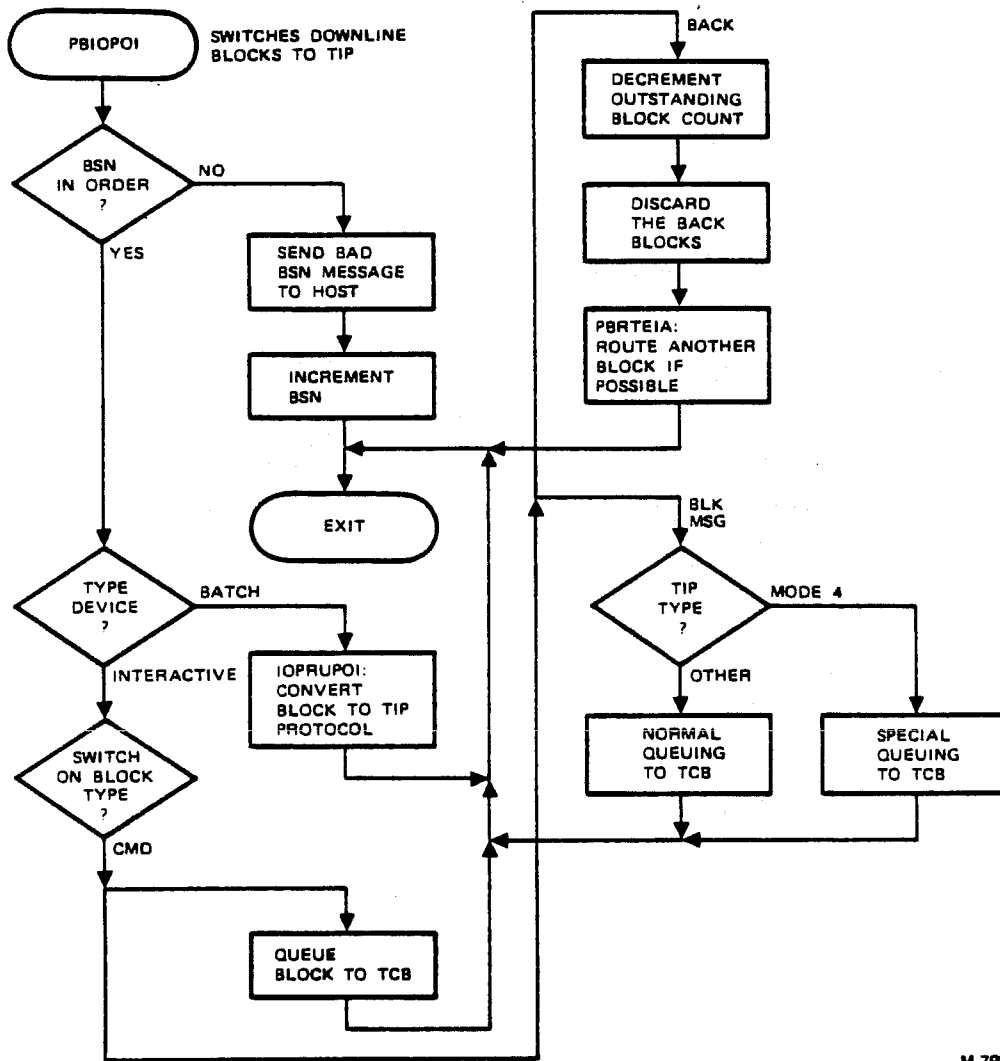 PBIOPOI
SWITCHES DOWNLINE
BLOCKS TO TIP
BSN
IN ORDER
?
NO
YES
SEND BAD
BSN MESSAGE
TO HOST
INCREMENT
BSN
EXIT
TYPE
DEVICE
?
BATCH
INTERACTIVE
IOPRUPOI:
CONVERT
BLOCK TO TIP
PROTOCOL
SWITCH
ON BLOCK
TYPE
?
CMD
QUEUE
BLOCK TO TCB
BACK
DECREMENT
OUTSTANDING
BLOCK COUNT
DISCARD
THE BACK
BLOCKS
PBRTEIA:
ROUTE ANOTHER
BLOCK IF
POSSIBLE
BLK
MSG
TIP
TYPE
?
MODE 4
OTHER
NORMAL
QUEUING
TO TCB
SPECIAL
QUEUING
TO TCB